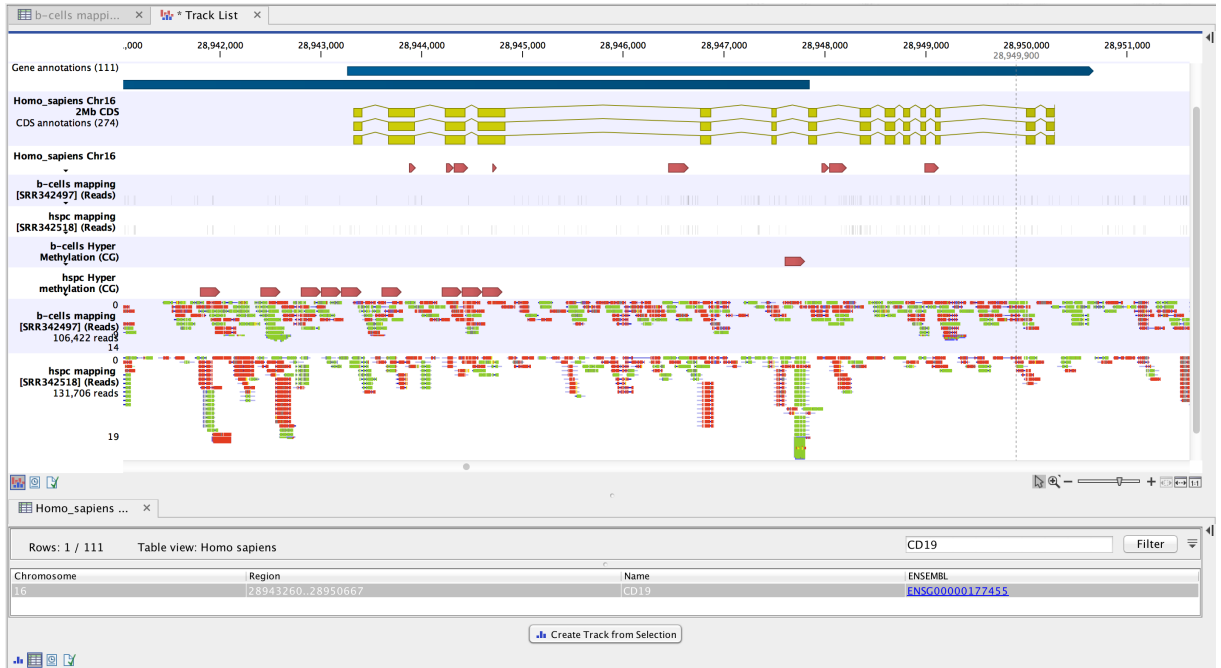 b-cells mappi... × * Track List ×
,000 28,942,000 28,943,000 28,944,000 28,945,000 28,946,000 28,947,000 28,948,000 28,949,000 28,950,000 28,951,000
28,949,900
Gene annotations (111)
Homo_sapiens Chr16
2Mb CDS
CDS annotations (274)
Homo_sapiens Chr16
b-cells mapping
[SRR342497] (Reads)
hspc mapping
[SRR342518] (Reads)
b-cells Hyper
Methylation (CG)
hspc Hyper
methylation (CG)
0
b-cells mapping
[SRR342497] (Reads)
106,422 reads
14
0
hspc mapping
[SRR342518] (Reads)
131,706 reads
19
1:1
Homo_sapiens ... ×
Rows: 1 / 111 Table view: Homo sapiens CD19 Filter
Chromosome Region Name ENSEMBL
16 28943260..28950667 CD19 ENSG00000177455
Create Track from Selection